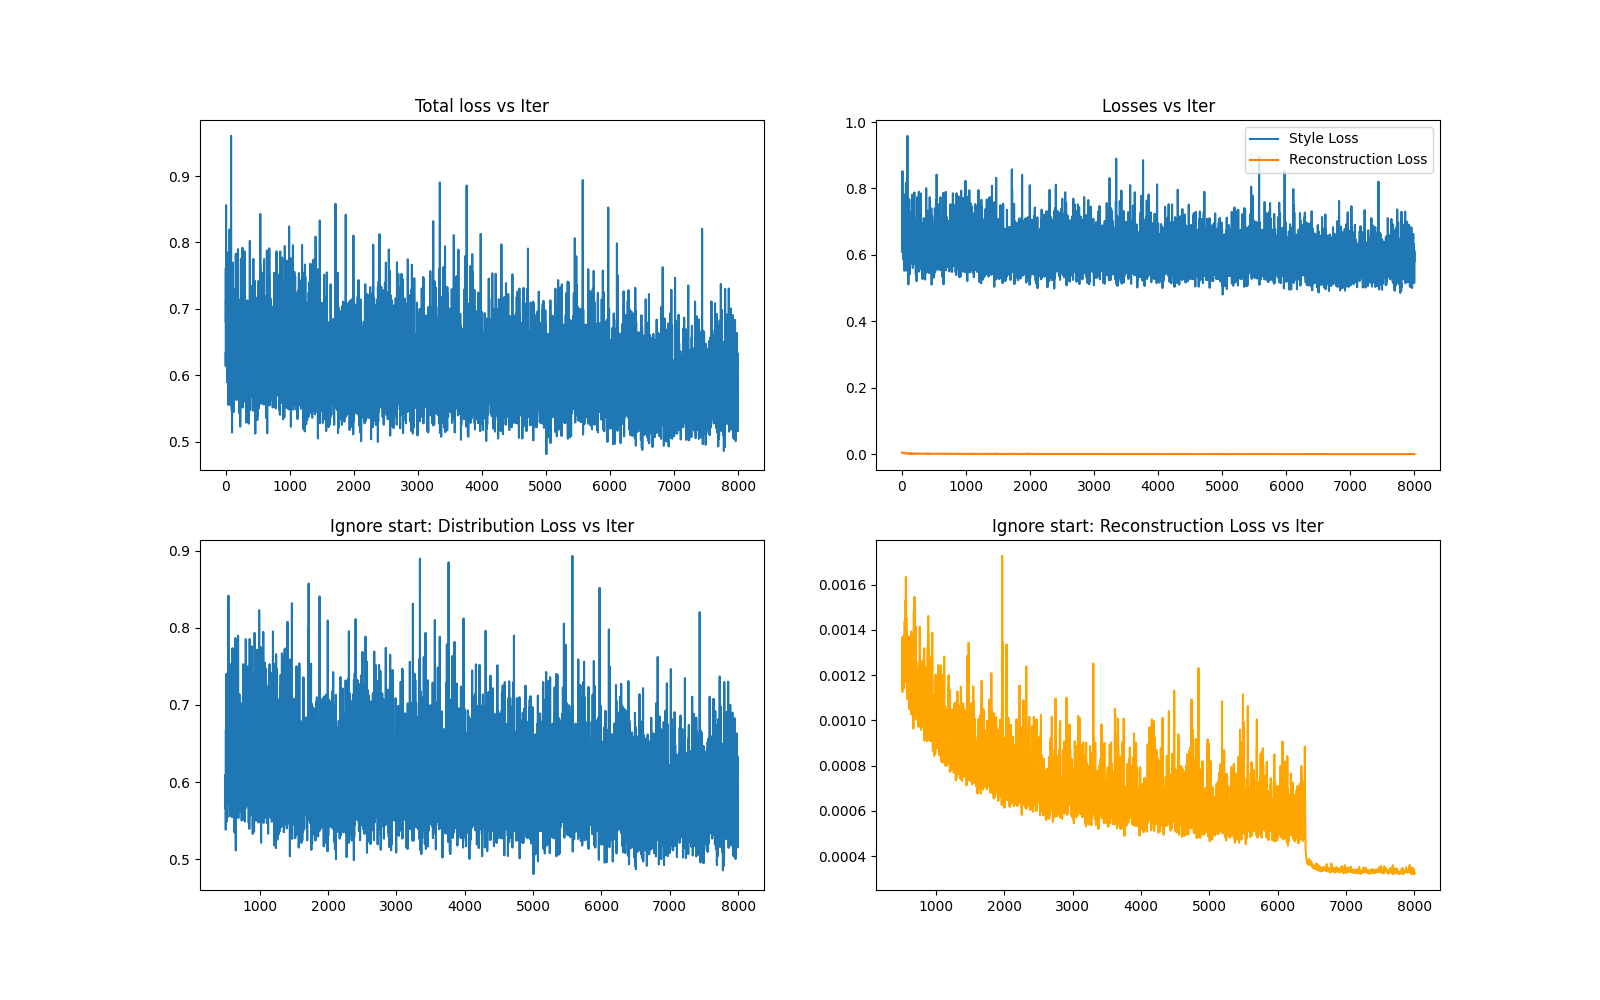 Total loss vs Iter
0.9
0.8
0.7
0.6
0.5
0 1000 2000 3000 4000 5000 6000 7000 8000
Losses vs Iter
1.0
0.8
0.6
0.4
0.2
0.0
Style Loss
Reconstruction Loss
0 1000 2000 3000 4000 5000 6000 7000 8000
Ignore start: Distribution Loss vs Iter
0.9
0.8
0.7
0.6
0.5
1000 2000 3000 4000 5000 6000 7000 8000
Ignore start: Reconstruction Loss vs Iter
0.0016
0.0014
0.0012
0.0010
0.0008
0.0006
0.0004
1000 2000 3000 4000 5000 6000 7000 8000